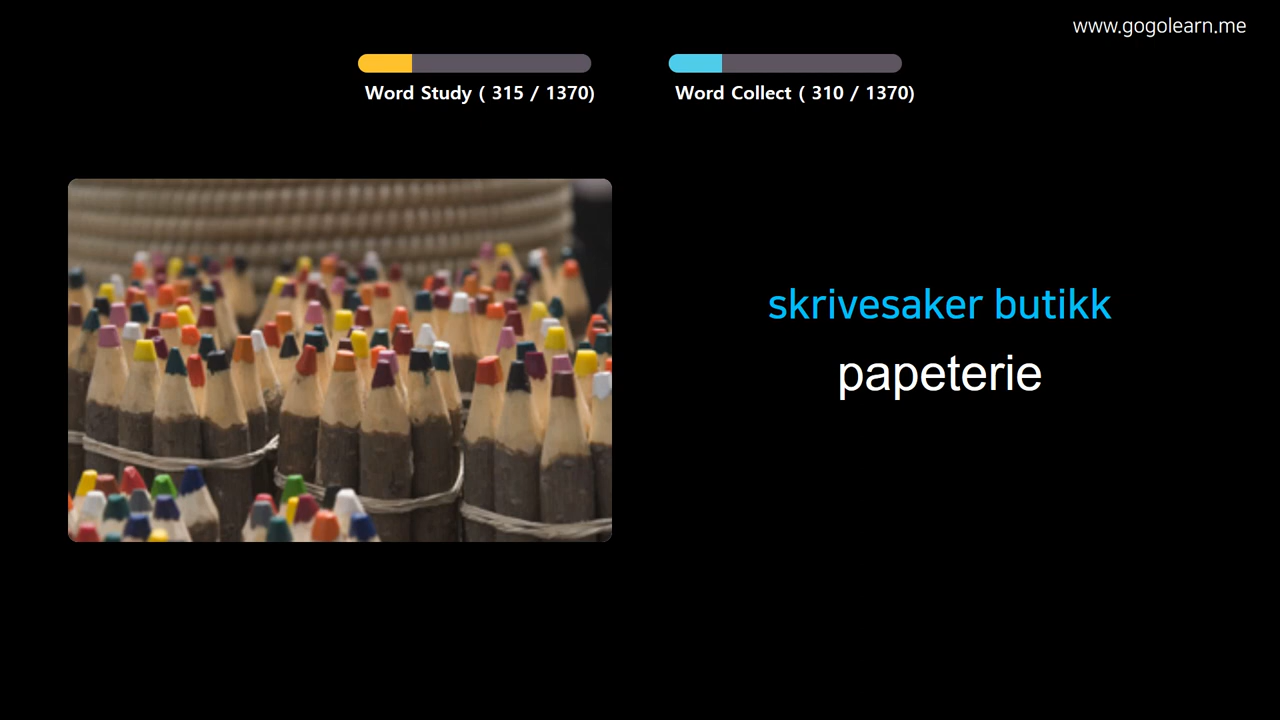 www.gogolearn.me
Word Study ( 315 / 1370)
Word Collect ( 310 / 1370)
skrivesaker butikk
papeterie